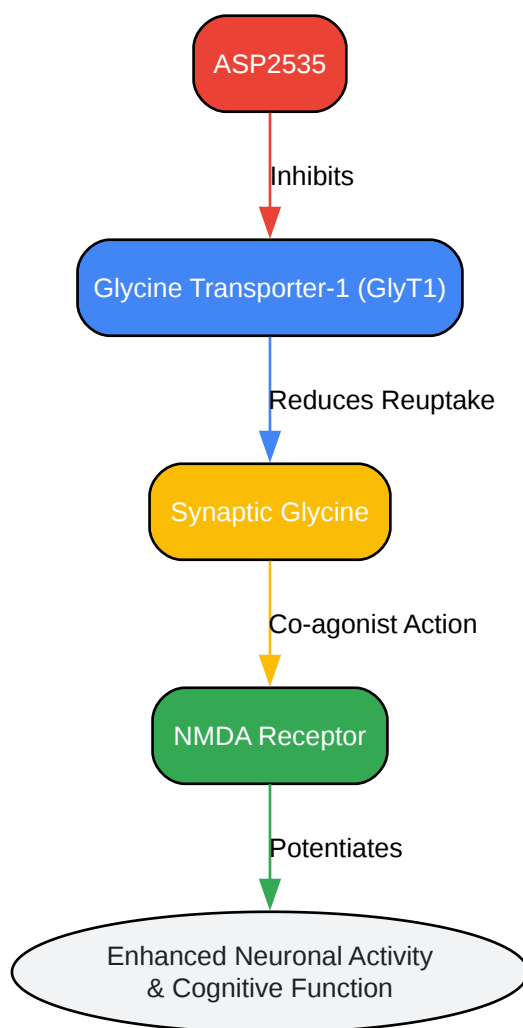 ASP2535
Inhibits
Glycine Transporter-1 (GlyT1)
Reduces Reuptake
Synaptic Glycine
Co-agonist Action
NMDA Receptor
Potentiates
Enhanced Neuronal Activity
& Cognitive Function